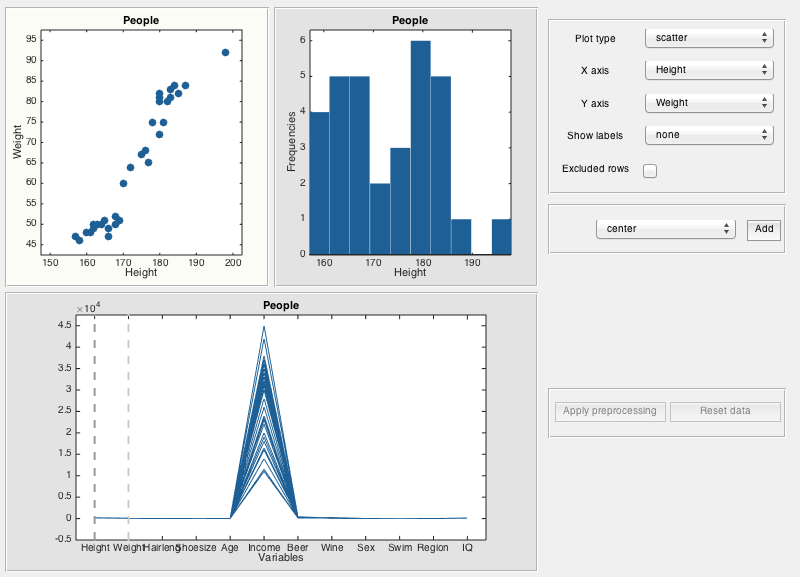 People
95
90
85
80
75
70
65
60
55
50
45
Weight
150 160 170 180 190 200
Height
People
6
5
4
3
2
1
0
Frequencies
160 170 180 190
Height
Plot type scatter
X axis Height
Y axis Weight
Show labels none
Excluded rows
center Add
People
×10⁴
4.5
4
3.5
3
2.5
2
1.5
1
0.5
0
-0.5
Height Weight Hairleng Shoesize Age Income Beer Wine Sex Swim Region IQ
Variables
Apply preprocessing Reset data